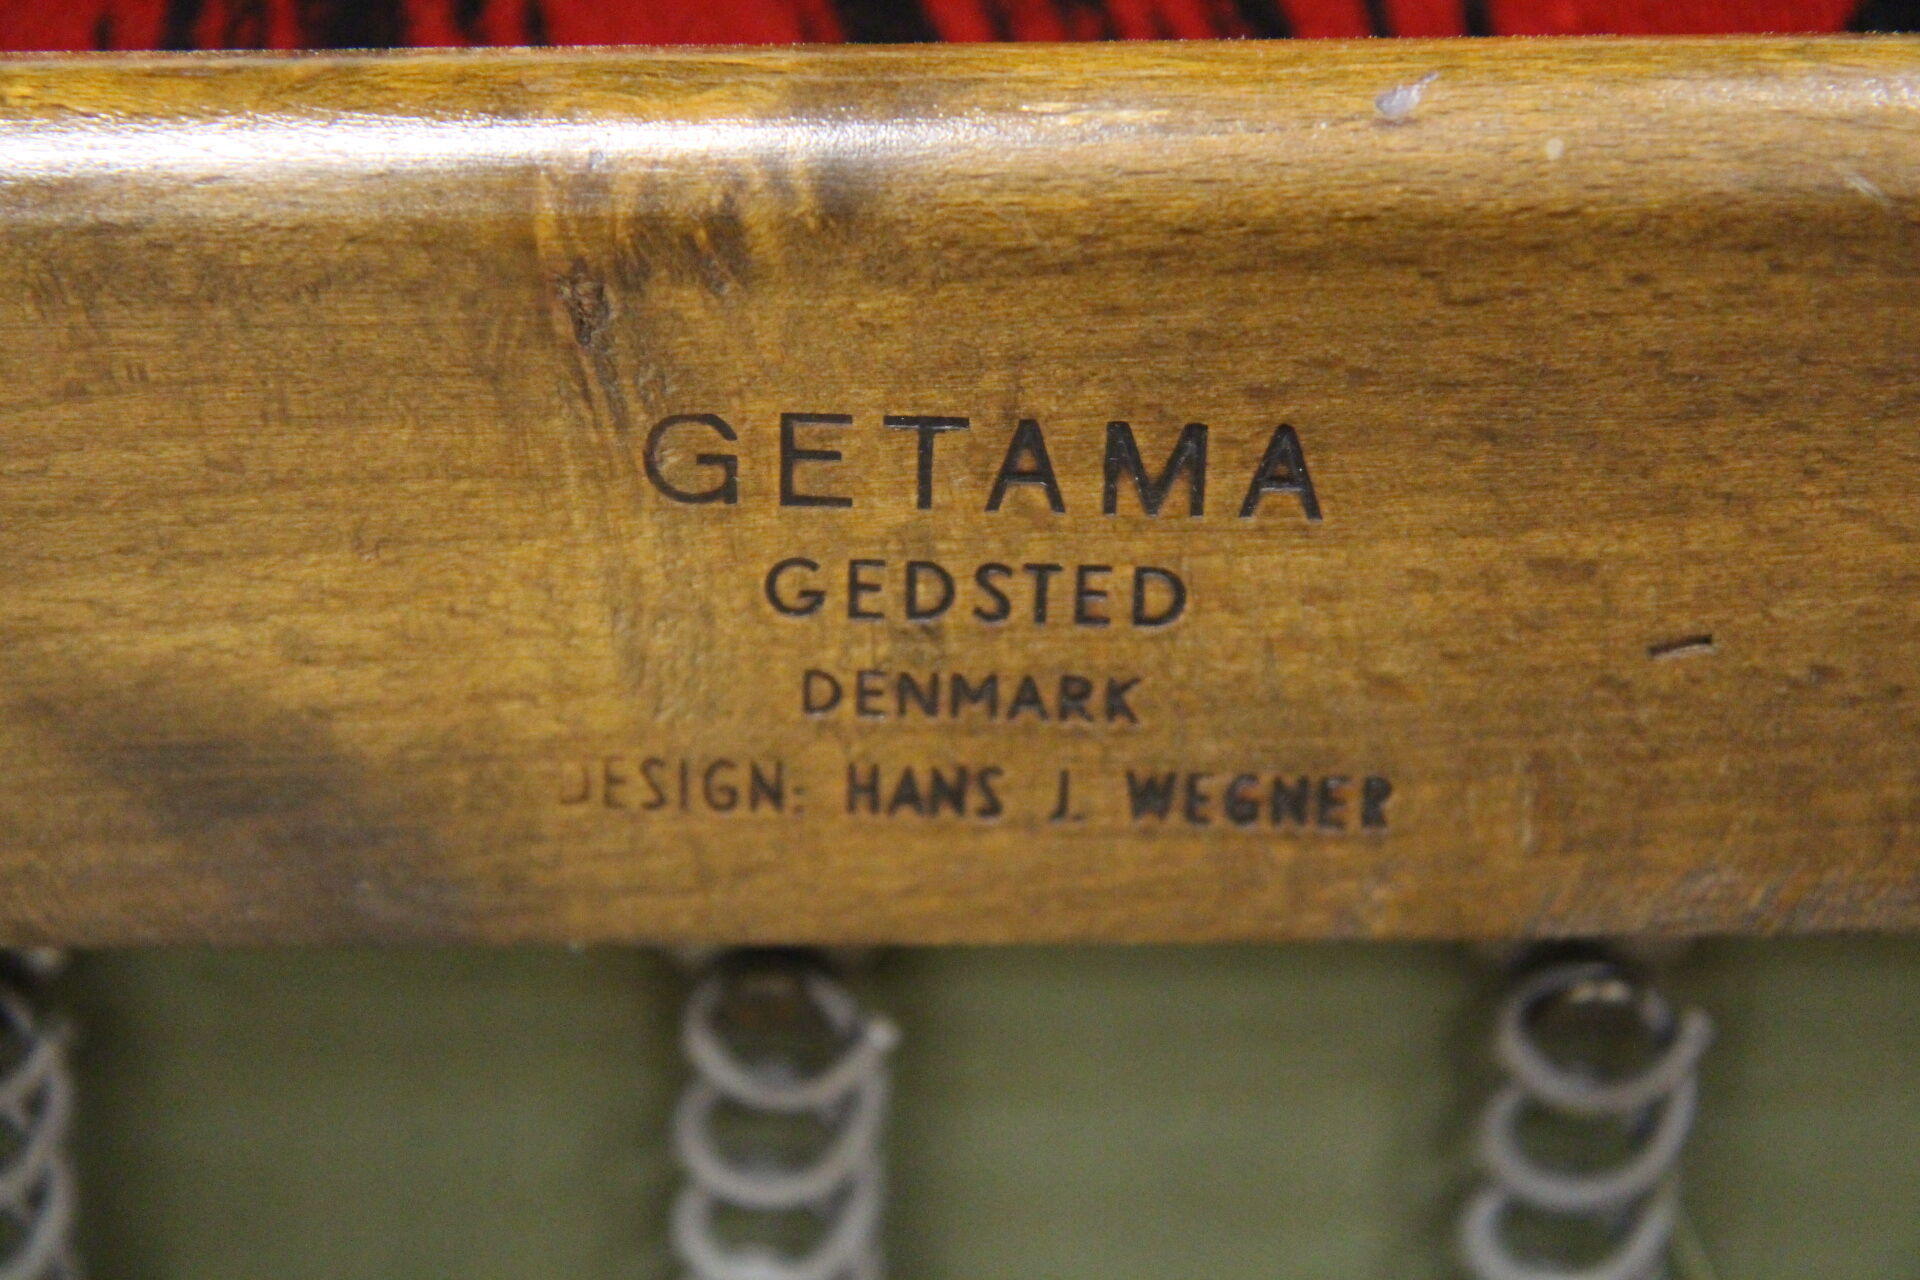 GETAMA
GEDSTED
DENMARK
DESIGN: HANS J. WEGNER